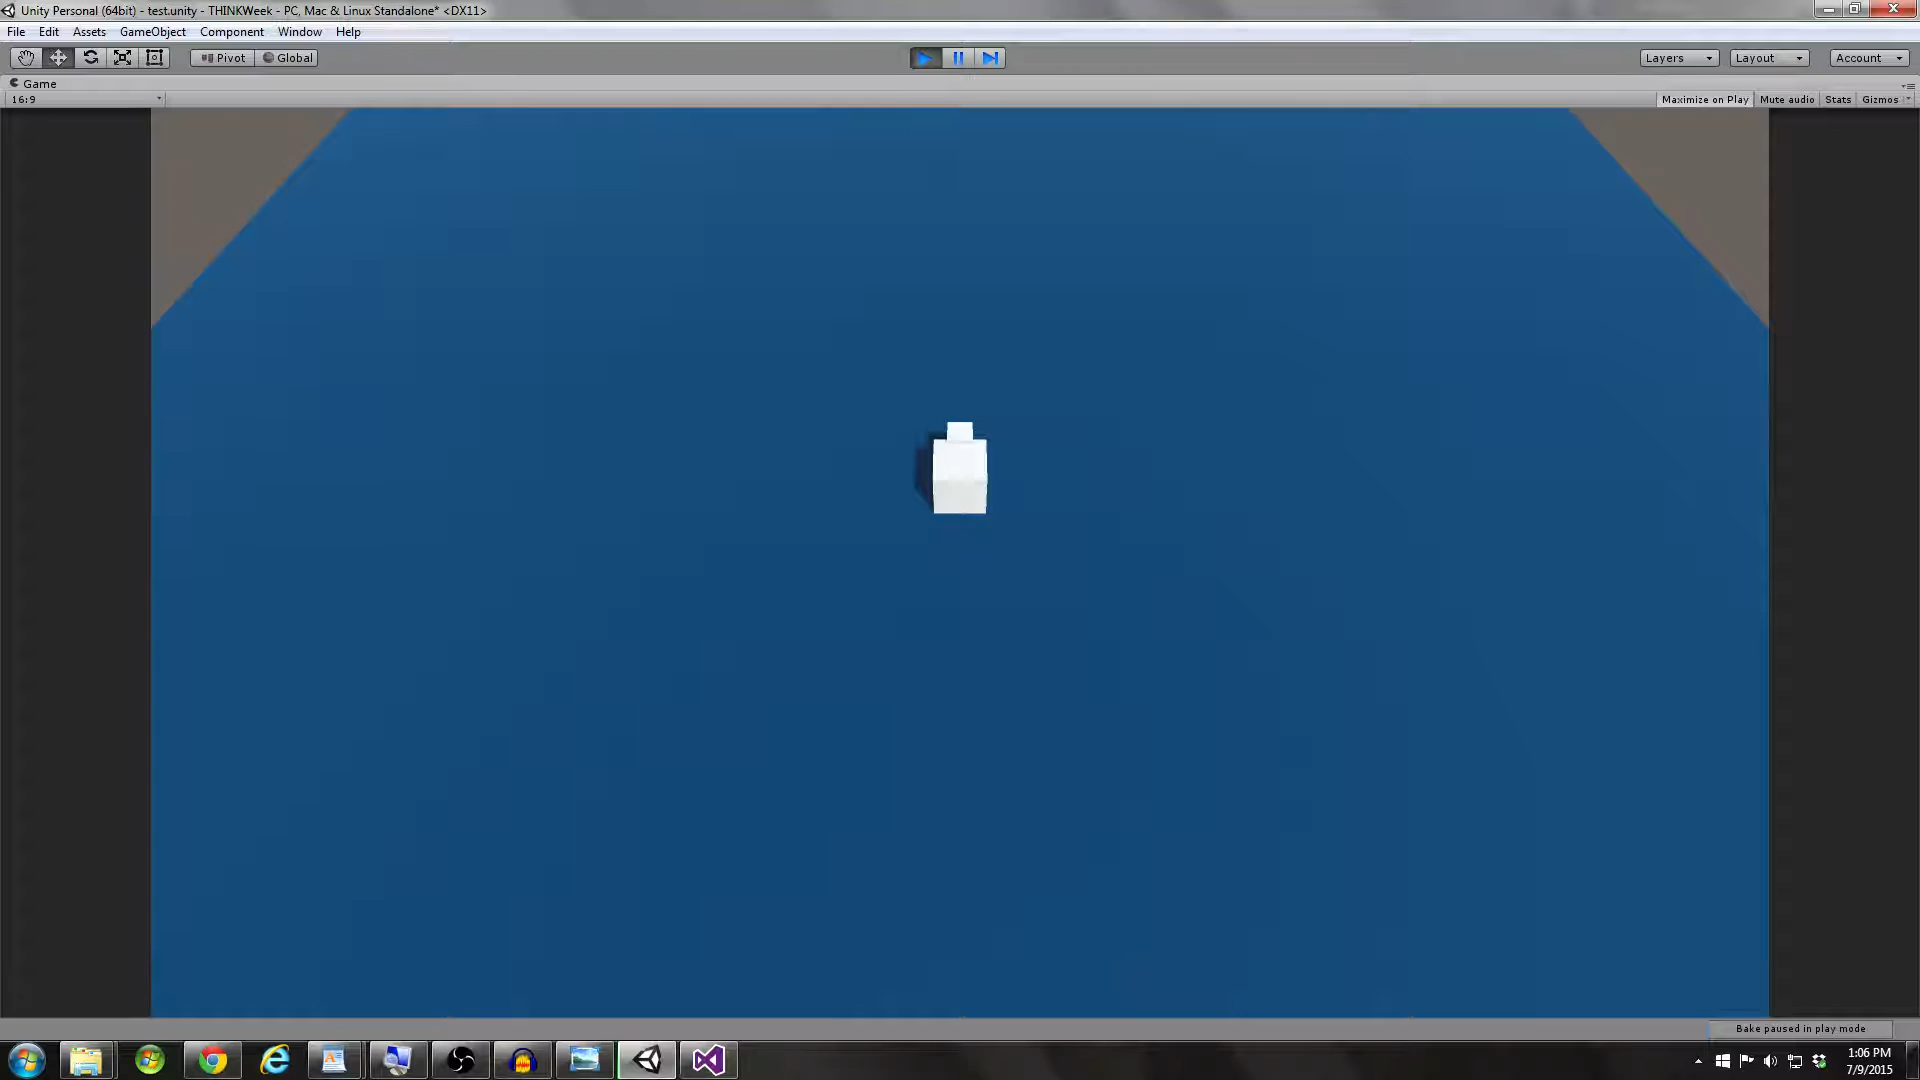 Unity Personal (64bit) - test.unity - THINKWeek - PC, Mac & Linux Standalone* <DX11>
File Edit Assets GameObject Component Window Help
Pivot Global Layers Layout Account
Game
16:9 Maximize on Play Mute audio Stats Gizmos
Bake paused in play mode
1:06 PM
7/9/2015